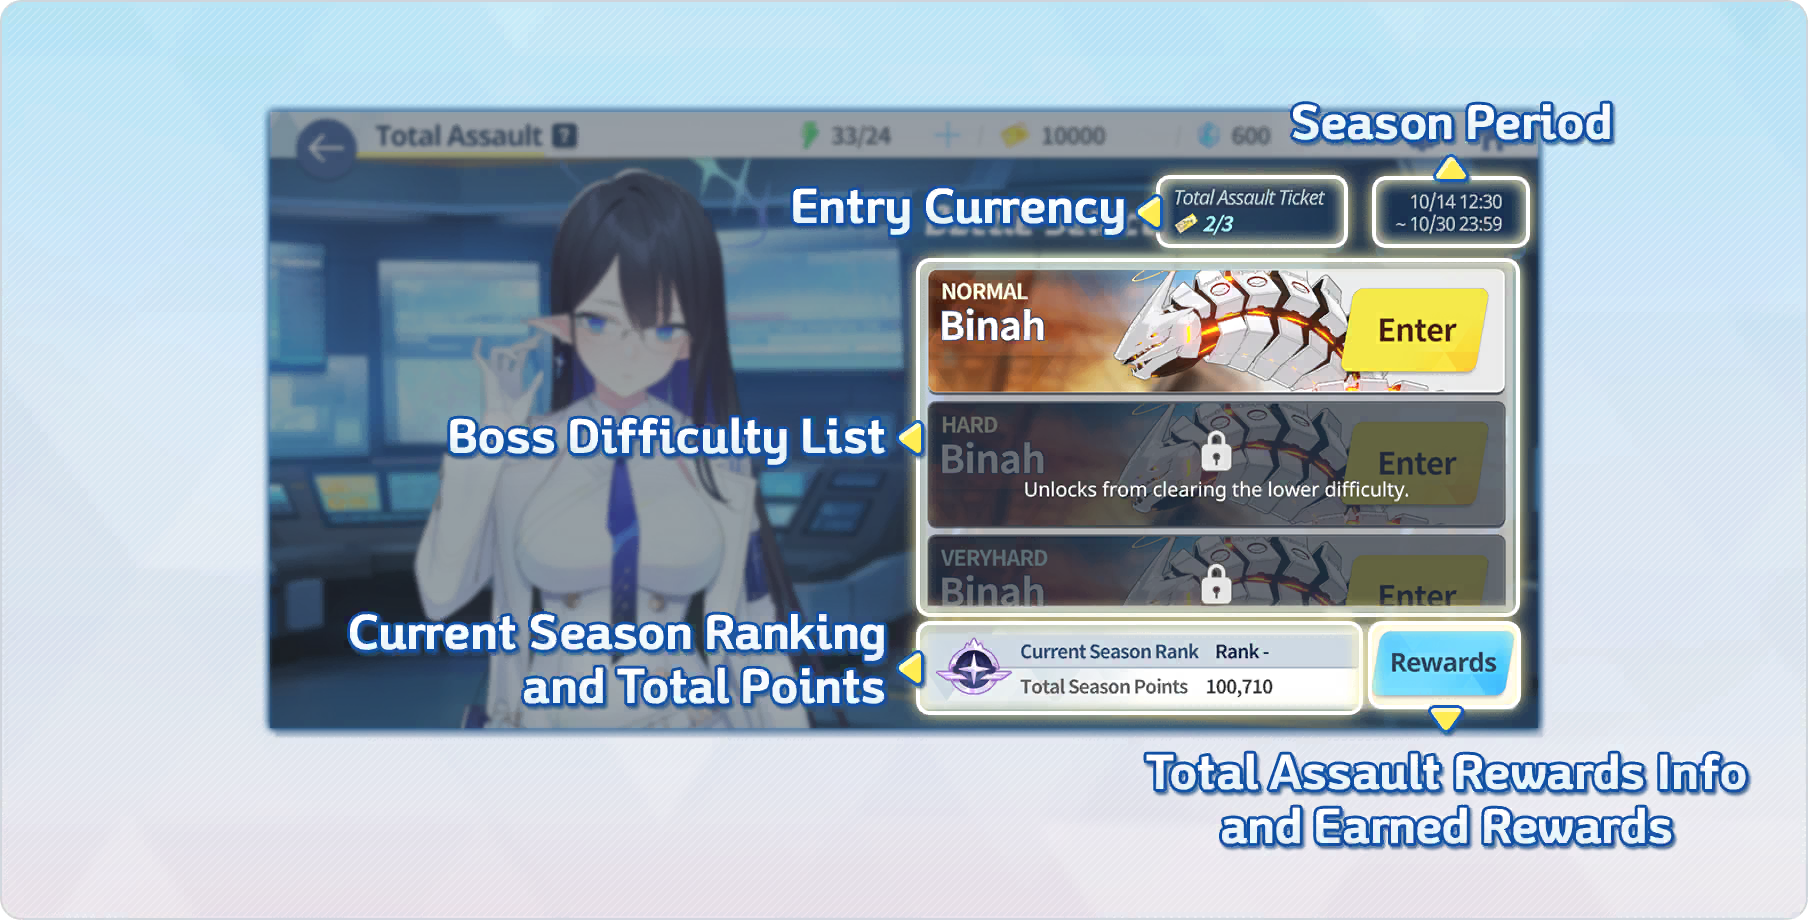 Total Assault ?
33/24
10000
600
Season Period
Entry Currency
Total Assault Ticket
2/3
10/14 12:30
~ 10/30 23:59
NORMAL
Binah
Enter
Boss Difficulty List
HARD
Binah
Enter
Unlocks from clearing the lower difficulty.
VERYHARD
Binah
Enter
Current Season Ranking
and Total Points
Current Season Rank Rank -
Total Season Points 100,710
Rewards
Total Assault Rewards Info
and Earned Rewards